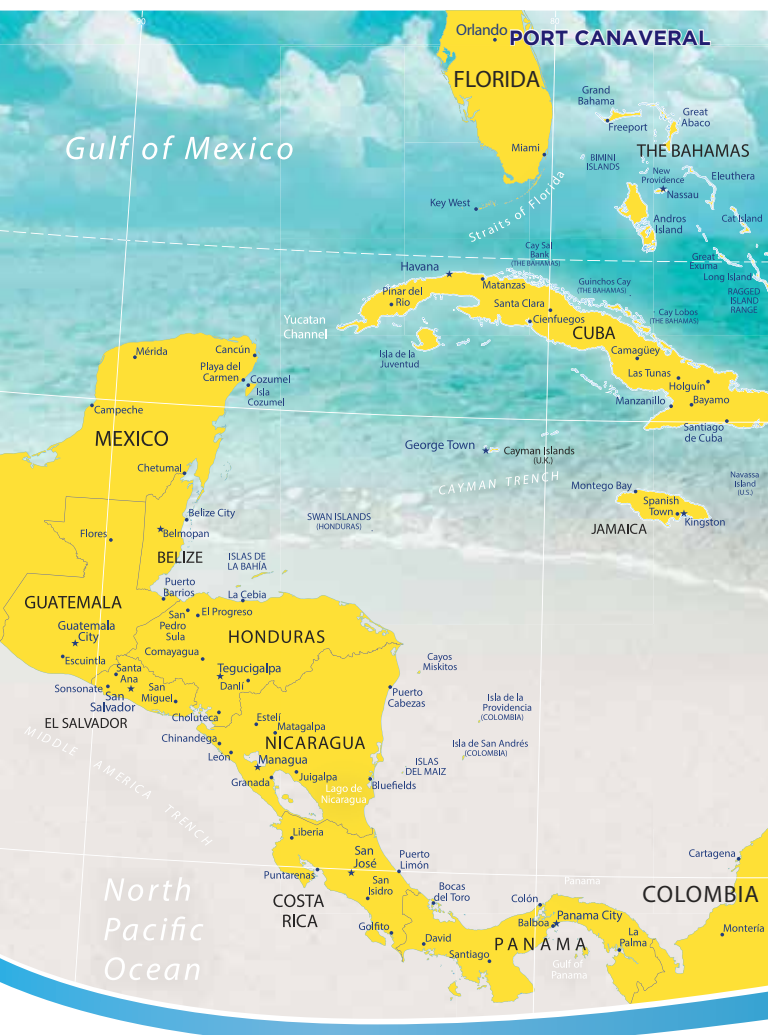 80
Orlando
PORT CANAVERAL
FLORIDA
Grand
Bahama
Freeport
Great
Abaco
Gulf of Mexico
Miami
THE BAHAMAS
BIMINI
ISLANDS
New
Providence
Nassau
Eleuthera
Key West
Straits of Florida
Andros
Island
Cat Island
Cay Sal
Bank
(THE BAHAMAS)
Great
Exuma
Long Island
RAGGED
ISLAND
RANGE
Havana
Matanzas
Guinchos Cay
(THE BAHAMAS)
Pinar del
Rio
Santa Clara
Cienfuegos
Cay Lobos
(THE BAHAMAS)
Yucatan
Channel
CUBA
Isla de la
Juventud
Camagüey
Las Tunas
Holguín
Manzanillo
Bayamo
Santiago
de Cuba
Mérida
Cancún
Playa del
Carmen
Cozumel
Isla
Cozumel
Campeche
MEXICO
George Town
Cayman Islands
(U.K.)
CAYMAN TRENCH
Chetumal
Montego Bay
Navassa
Island
(U.S.)
Spanish
Town
Kingston
JAMAICA
Belize City
SWAN ISLANDS
(HONDURAS)
Flores
Belmopan
BELIZE
ISLAS DE
LA BAHÍA
Puerto
Barrios
La Cebia
GUATEMALA
San
Pedro
Sula
El Progreso
Guatemala
City
HONDURAS
Comayagua
Escuintla
Santa
Ana
Tegucigalpa
Danlí
Cayos
Miskitos
Sonsonate
San
Salvador
San
Miguel
Puerto
Cabezas
EL SALVADOR
Choluteca
Estelí
Matagalpa
Isla de la
Providencia
(COLOMBIA)
Chinandega
NICARAGUA
Isla de San Andrés
(COLOMBIA)
MIDDLE AMERICA TRENCH
León
Managua
ISLAS
DEL MAIZ
Granada
Juigalpa
Lago de
Nicaragua
Bluefields
Liberia
San
José
Puerto
Limón
Cartagena
Puntarenas
San
Isidro
Bocas
del Toro
Panama
COLOMBIA
COSTA
RICA
Colón
Balboa
Panama City
North
Pacific
Ocean
Golfito
David
PANAMA
La
Palma
Montería
Santiago
Gulf of
Panama